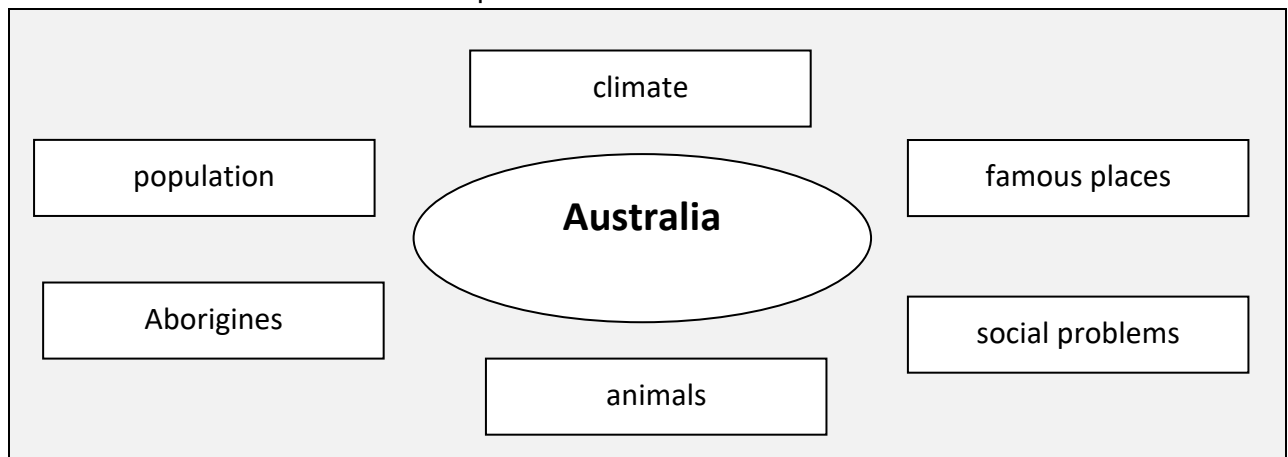 climate
population
famous places
Australia
Aborigines
social problems
animals